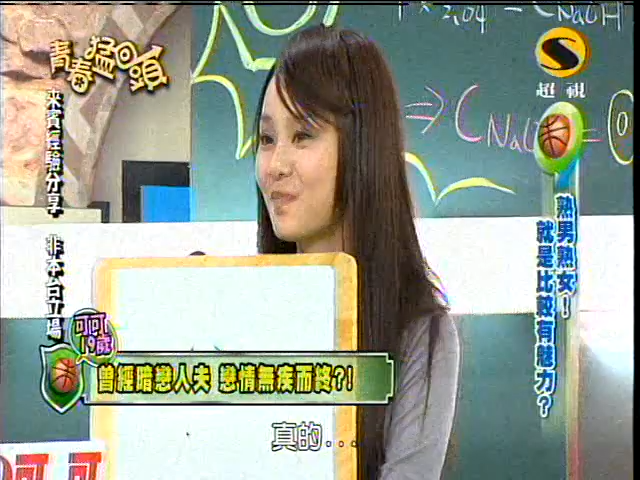 青春猛回頭
超視
來賓經驗分享 非本台立場
熟男熟女!
就是比較有魅力?
可可
19歲
曾經暗戀人夫 戀情無疾而終?!
真的...
可可